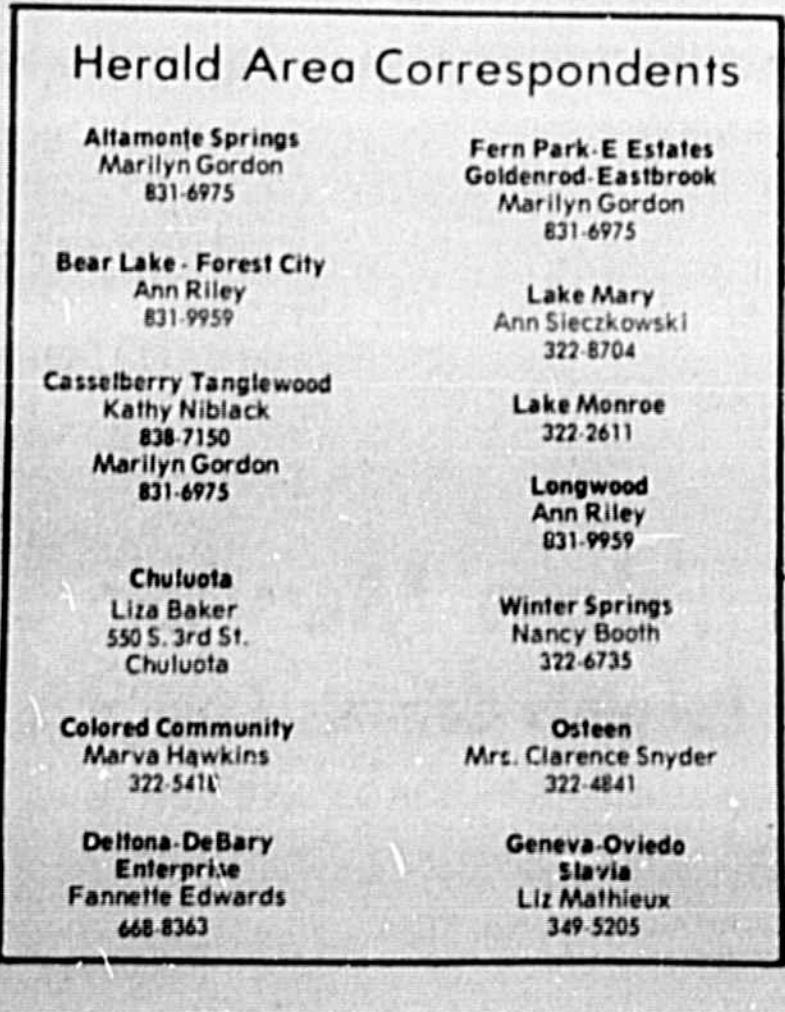 Herald Area Correspondents
Altamonte Springs
Marilyn Gordon
831-6975
Bear Lake - Forest City
Ann Riley
831-9959
Casselberry Tanglewood
Kathy Niblack
838-7150
Marilyn Gordon
831-6975
Chuluota
Liza Baker
550 S. 3rd St.
Chuluota
Colored Community
Marva Hawkins
Deltona-DeBary
Enterprise
Fannette Edwards
668-8363
Fern Park-E Estates
Goldenrod-Eastbrook
Marilyn Gordon
831-6975
Lake Mary
Ann Sieczkowski
322-8704
Lake Monroe
322-2611
Longwood
Ann Riley
831-9959
Winter Springs
Nancy Booth
322-6735
Osteen
Mrs. Clarence Snyder
322-4841
Geneva-Oviedo
Slavia
Liz Mathieux
349-5205